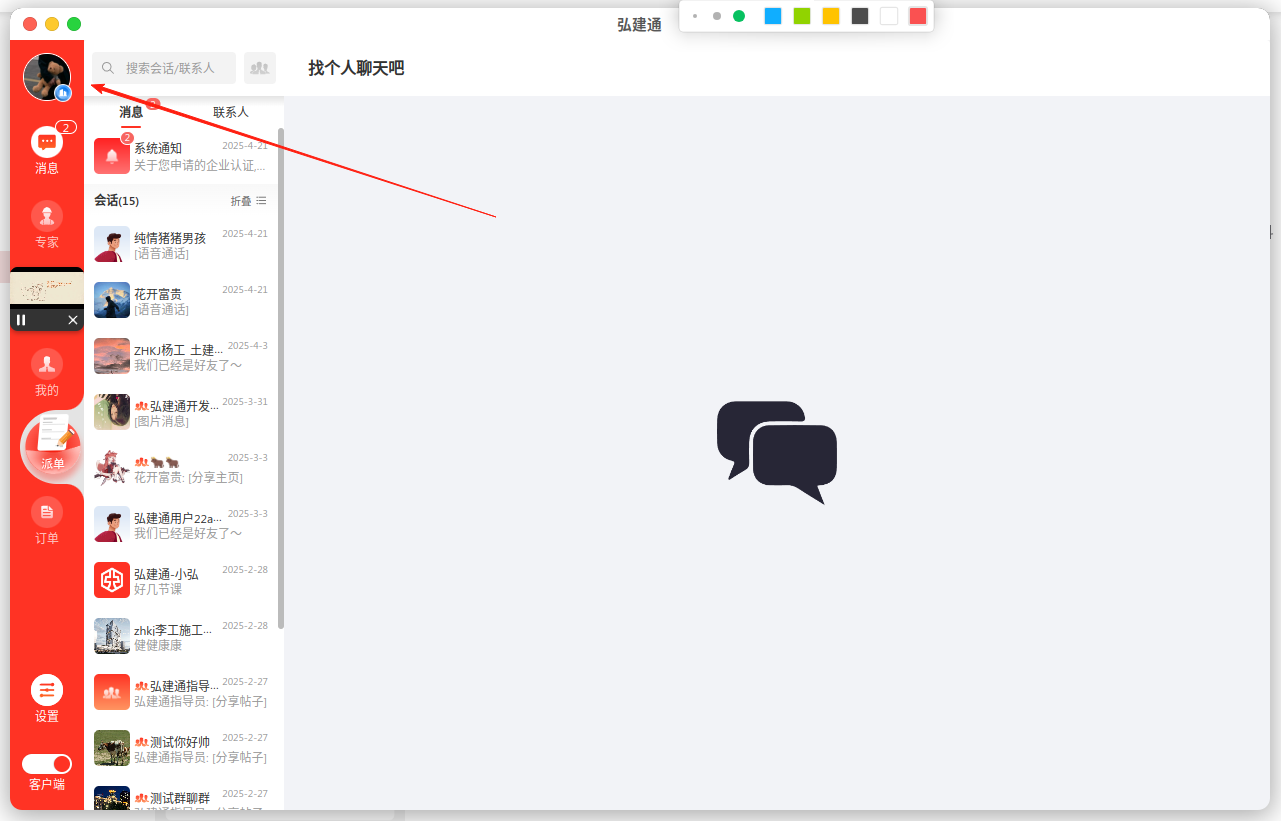 弘建通
搜索会话/联系人
找个人聊天吧
消息
2
联系人
2
消息
2
系统通知
2025-4-21
关于您申请的企业认证,...
会话(15)
折叠
专家
纯情猪猪男孩
2025-4-21
[语音通话]
花开富贵
2025-4-21
[语音通话]
ZHKJ杨工 土建...
2025-4-3
我们已经是好友了～
我的
弘建通开发...
2025-3-31
[图片消息]
派单
2025-3-3
花开富贵: [分享主页]
订单
弘建通用户22a...
2025-3-3
我们已经是好友了～
弘建通-小弘
2025-2-28
好几节课
zhkj李工施工...
2025-2-28
健健康康
弘建通指导...
2025-2-27
弘建通指导员: [分享帖子]
设置
测试你好帅
2025-2-27
弘建通指导员: [分享帖子]
客户端
测试群聊群
2025-2-27
弘建通指导员: [分享帖子]